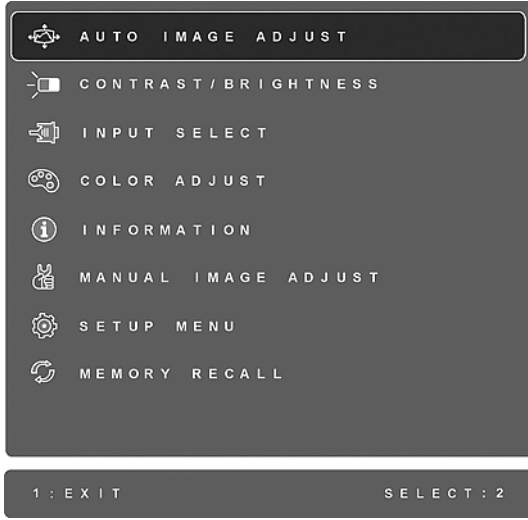 AUTO IMAGE ADJUST
CONTRAST/BRIGHTNESS
INPUT SELECT
COLOR ADJUST
INFORMATION
MANUAL IMAGE ADJUST
SETUP MENU
MEMORY RECALL
1:EXIT SELECT:2